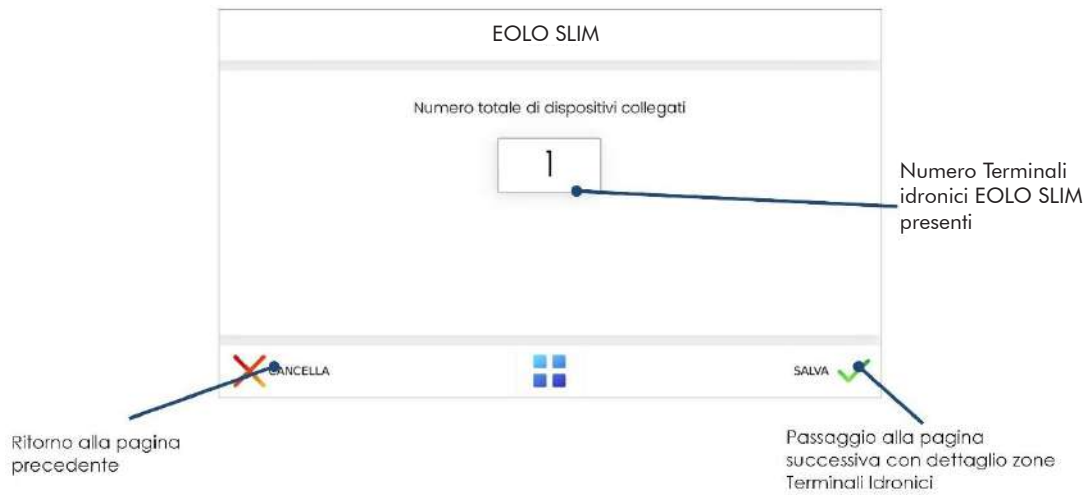 EOLO SLIM
Numero totale di dispositivi collegati
1
Numero Terminali
idronici EOLO SLIM
presenti
CANCELLA
SALVA
Ritorno alla pagina
precedente
Passaggio alla pagina
successiva con dettaglio zone
Terminali Idronici